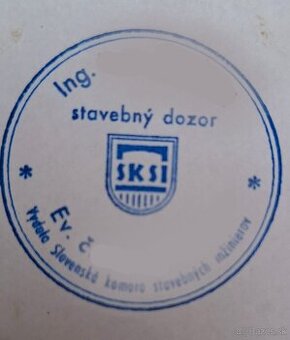 Ing.
stavebný dozor
SKSI
Ev. č.
Vydala Slovenská komora stavebných inžinierov